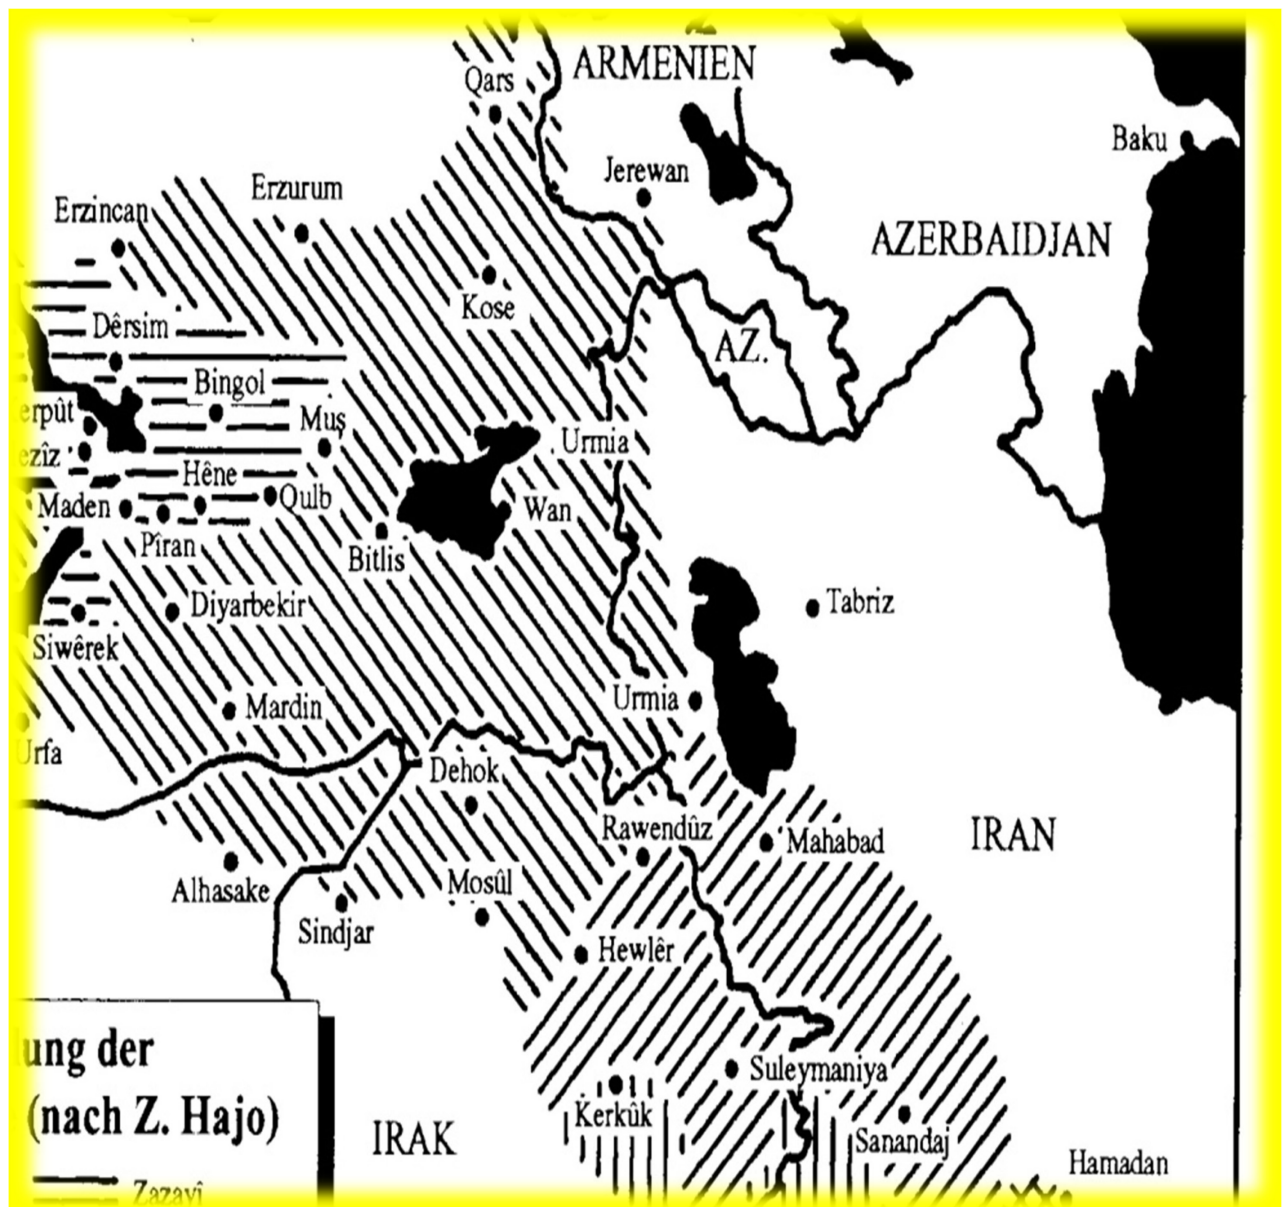 ARMENIEN
Qars
Baku
Jerewan
Erzurum
Erzincan
AZERBAIDJAN
Kose
Dêrsim
AZ.
Bingol
erpût
Muş
Urmia
ezîz
Hêne
Maden
Qulb
Wan
Pîran
Bitlis
Tabriz
Diyarbekir
Siwêrek
Urmia
Mardin
Urfa
Dehok
Rawendûz
IRAN
Mahabad
Alhasake
Mosûl
Sindjar
Hewlêr
lung der
Suleymaniya
(nach Z. Hajo)
Kerkûk
IRAK
Sanandaj
Hamadan
Zazayî